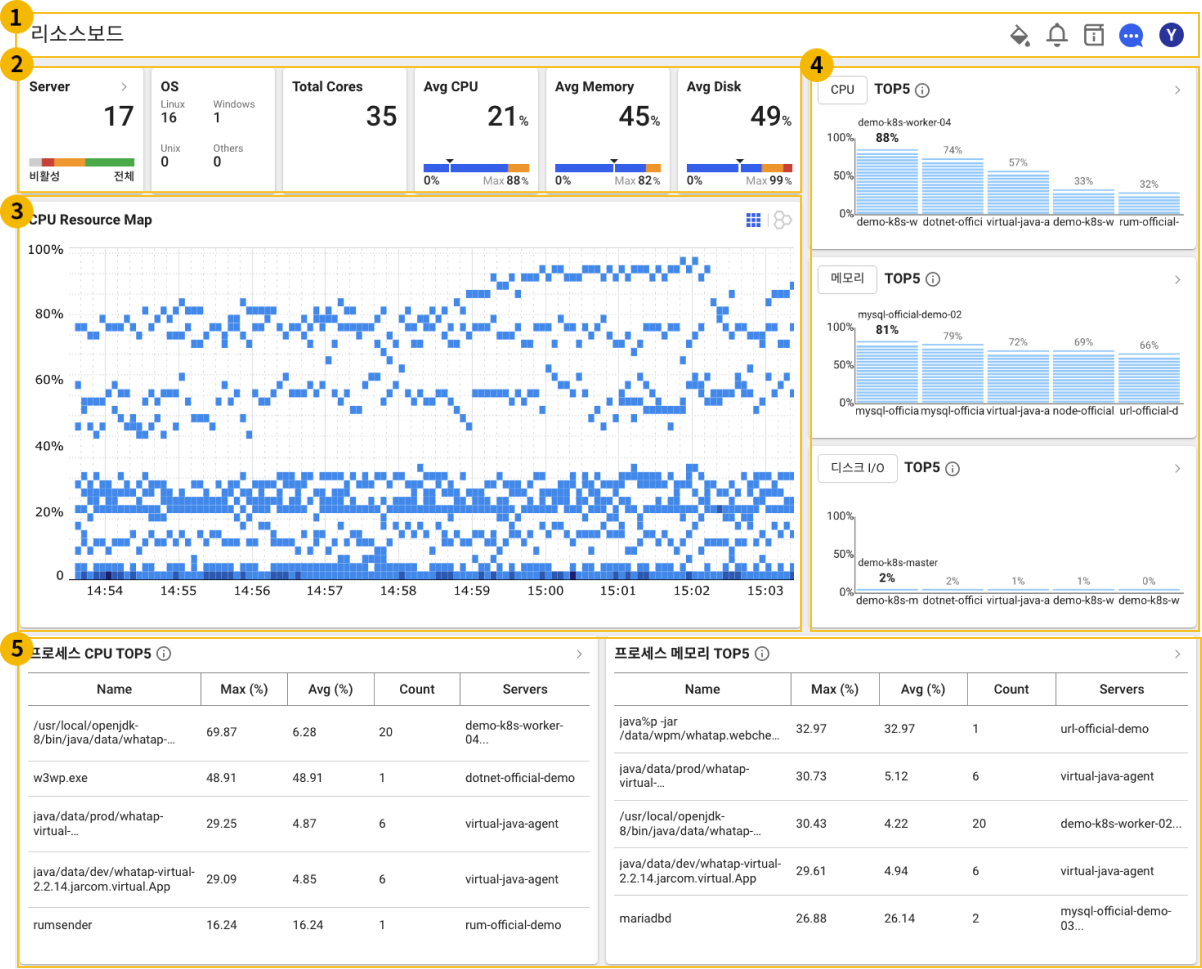 1
리소스보드
Y
2
Server
17
비활성 전체
OS
Linux Windows
16 1
Unix Others
0 0
Total Cores
35
Avg CPU
21%
0% Max 88%
Avg Memory
45%
0% Max 82%
Avg Disk
49%
0% Max 99%
3
CPU Resource Map
100%
80%
60%
40%
20%
0
14:54 14:55 14:56 14:57 14:58 14:59 15:00 15:01 15:02 15:03
4
CPU TOP5
demo-k8s-worker-04
100%
50%
0%
88% 74% 57% 33% 32%
demo-k8s-w dotnet-offici virtual-java-a demo-k8s-w rum-official-
메모리 TOP5
mysql-official-demo-02
100%
50%
0%
81% 79% 72% 69% 66%
mysql-officia mysql-officia virtual-java-a node-official url-official-d
디스크 I/O TOP5
100%
50%
0%
demo-k8s-master
2% 2% 1% 1% 0%
demo-k8s-m dotnet-offici virtual-java-a demo-k8s-w demo-k8s-w
5
프로세스 CPU TOP5
Name Max (%) Avg (%) Count Servers
/usr/local/openjdk-
8/bin/java/data/whatap-...
69.87 6.28 20
demo-k8s-worker-
04...
w3wp.exe 48.91 48.91 1 dotnet-official-demo
java/data/prod/whatap-
virtual-...
29.25 4.87 6 virtual-java-agent
java/data/dev/whatap-virtual-
2.2.14.jarcom.virtual.App
29.09 4.85 6 virtual-java-agent
rumsender 16.24 16.24 1 rum-official-demo
프로세스 메모리 TOP5
Name Max (%) Avg (%) Count Servers
java%p -jar
/data/wpm/whatap.webche...
32.97 32.97 1 url-official-demo
java/data/prod/whatap-
virtual-...
30.73 5.12 6 virtual-java-agent
/usr/local/openjdk-
8/bin/java/data/whatap-...
30.43 4.22 20 demo-k8s-worker-02...
java/data/dev/whatap-virtual-
2.2.14.jarcom.virtual.App
29.61 4.94 6 virtual-java-agent
mariadbd 26.88 26.14 2
mysql-official-demo-
03...